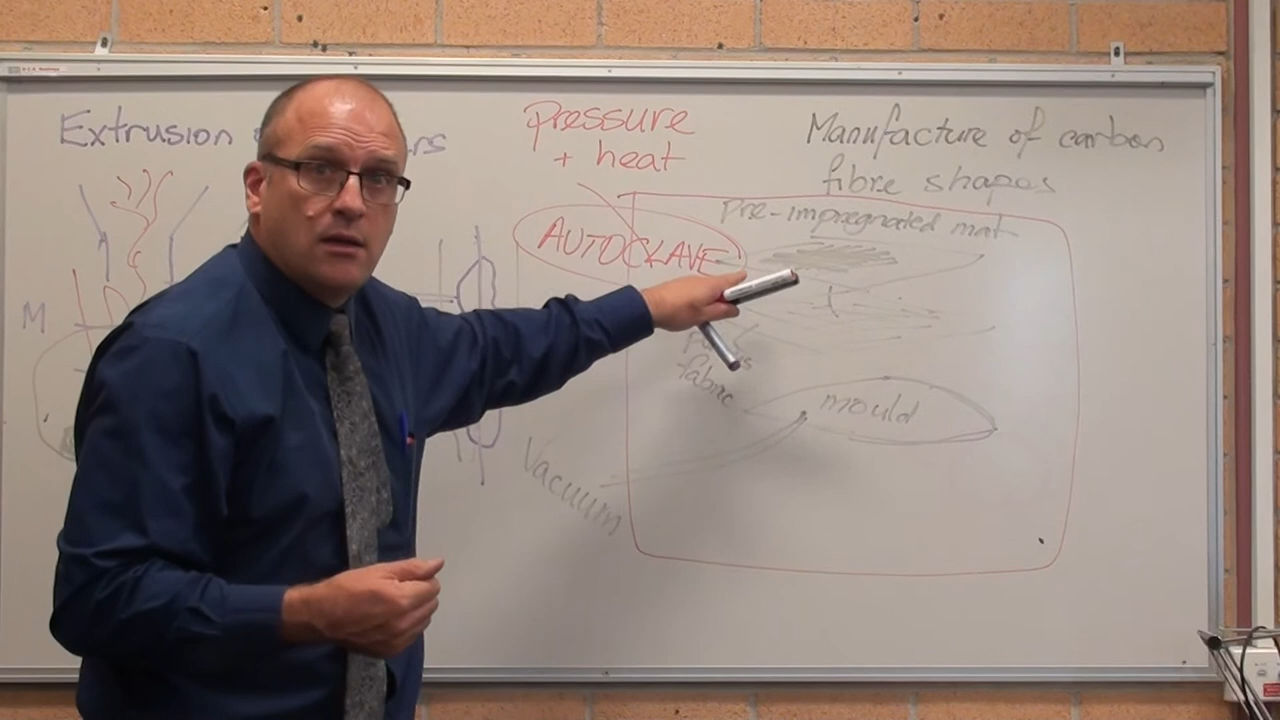 Extrusion
M
pressure
+ heat
AUTOCLAVE
Manufacture of carbon
fibre shapes
Pre-impregnated mat
fabric
mould
Vacuum